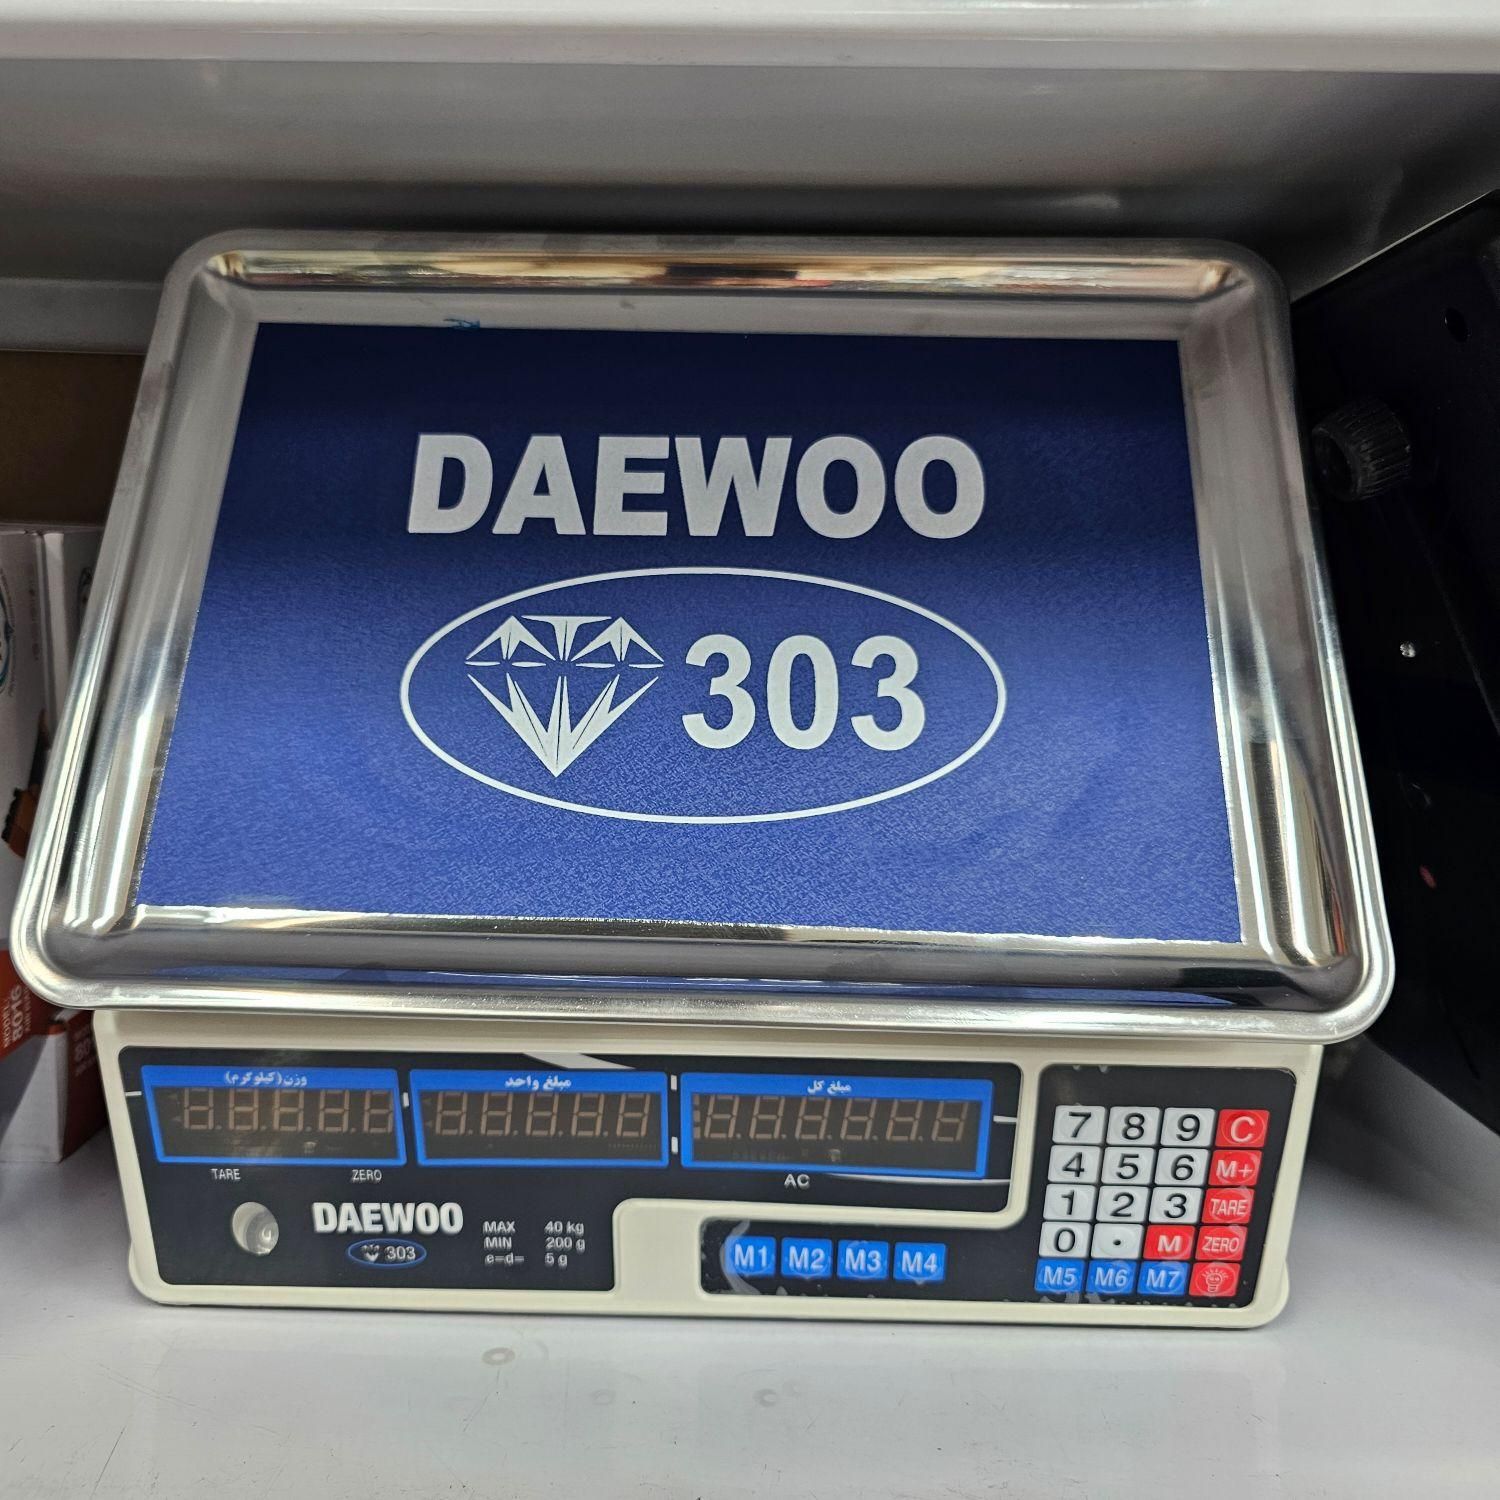 DAEWOO
303
وزن (کیلوگرم)
مبلغ واحد
مبلغ کل
TARE ZERO
AC
DAEWOO
303
MAX 40 kg
MIN 200 g
e=d= 5 g
M1 M2 M3 M4
7 8 9 C
4 5 6 M+
1 2 3 TARE
0 . M ZERO
M5 M6 M7